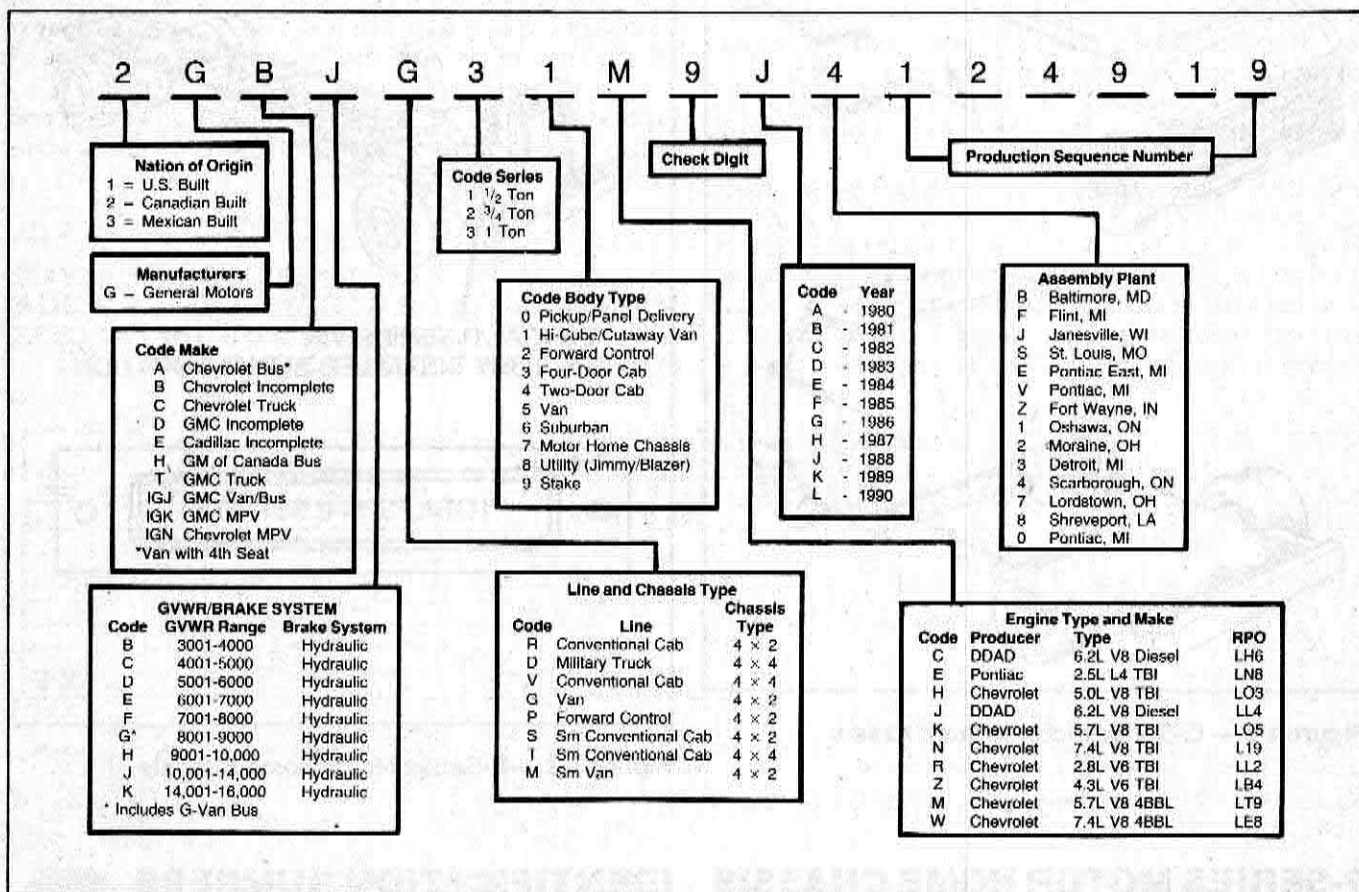 2 G B J G 3 1 M 9 J 4 1 2 4 9 1 9
Nation of Origin
1 = U.S. Built
2 – Canadian Built
3 = Mexican Built
Manufacturers
G – General Motors
Code Make
A Chevrolet Bus*
B Chevrolet Incomplete
C Chevrolet Truck
D GMC Incomplete
E Cadillac Incomplete
H GM of Canada Bus
T GMC Truck
IGJ GMC Van/Bus
IGK GMC MPV
IGN Chevrolet MPV
*Van with 4th Seat
GVWR/BRAKE SYSTEM
Code GVWR Range Brake System
B 3001-4000 Hydraulic
C 4001-5000 Hydraulic
D 5001-6000 Hydraulic
E 6001-7000 Hydraulic
F 7001-8000 Hydraulic
G* 8001-9000 Hydraulic
H 9001-10,000 Hydraulic
J 10,001-14,000 Hydraulic
K 14,001-16,000 Hydraulic
* Includes G-Van Bus
Code Series
1 1/2 Ton
2 3/4 Ton
3 1 Ton
Code Body Type
0 Pickup/Panel Delivery
1 Hi-Cube/Cutaway Van
2 Forward Control
3 Four-Door Cab
4 Two-Door Cab
5 Van
6 Suburban
7 Motor Home Chassis
8 Utility (Jimmy/Blazer)
9 Stake
Line and Chassis Type
Code Line Chassis Type
R Conventional Cab 4 × 2
D Military Truck 4 × 4
V Conventional Cab 4 × 4
G Van 4 × 2
P Forward Control 4 × 2
S Sm Conventional Cab 4 × 2
T Sm Conventional Cab 4 × 4
M Sm Van 4 × 2
Check Digit
Code Year
A - 1980
B - 1981
C - 1982
D - 1983
E - 1984
F - 1985
G - 1986
H - 1987
J - 1988
K - 1989
L - 1990
Production Sequence Number
Assembly Plant
B Baltimore, MD
F Flint, MI
J Janesville, WI
S St. Louis, MO
E Pontiac East, MI
V Pontiac, MI
Z Fort Wayne, IN
1 Oshawa, ON
2 Moraine, OH
3 Detroit, MI
4 Scarborough, ON
7 Lordstown, OH
8 Shreveport, LA
0 Pontiac, MI
Engine Type and Make
Code Producer Type RPO
C DDAD 6.2L V8 Diesel LH6
E Pontiac 2.5L L4 TBI LN8
H Chevrolet 5.0L V8 TBI LO3
J DDAD 6.2L V8 Diesel LL4
K Chevrolet 5.7L V8 TBI LO5
N Chevrolet 7.4L V8 TBI L19
R Chevrolet 2.8L V6 TBI LL2
Z Chevrolet 4.3L V6 TBI LB4
M Chevrolet 5.7L V8 4BBL LT9
W Chevrolet 7.4L V8 4BBL LE8